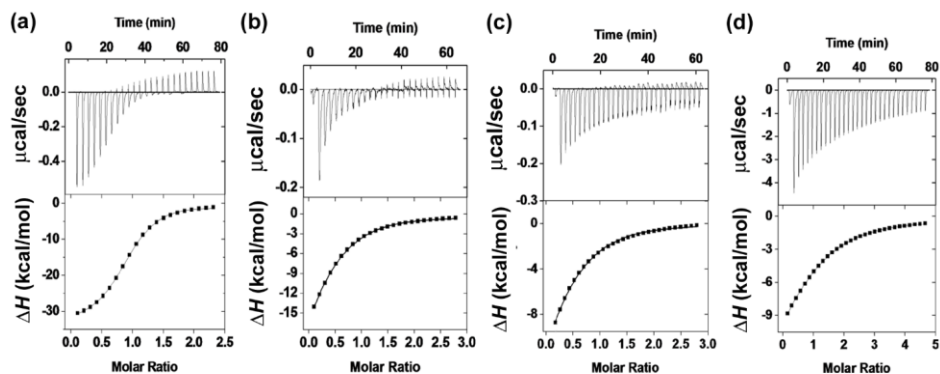 (a)
Time (min)
0 20 40 60 80
μcal/sec
0.0
-0.2
-0.4
ΔH (kcal/mol)
0
-10
-20
-30
0.0 0.5 1.0 1.5 2.0 2.5
Molar Ratio
(b)
Time (min)
0 20 40 60
μcal/sec
0.0
-0.1
-0.2
ΔH (kcal/mol)
0
-3
-6
-9
-12
-15
0.0 0.5 1.0 1.5 2.0 2.5 3.0
Molar Ratio
(c)
Time (min)
0 10 20 30 40 50 60 70
μcal/sec
0.0
-0.1
-0.2
-0.3
ΔH (kcal/mol)
0
-4
-8
0.0 0.5 1.0 1.5 2.0 2.5 3.0
Molar Ratio
(d)
Time (min)
0 20 40 60 80
μcal/sec
0
-1
-2
-3
-4
ΔH (kcal/mol)
0
-3
-6
-9
0 1 2 3 4 5
Molar Ratio